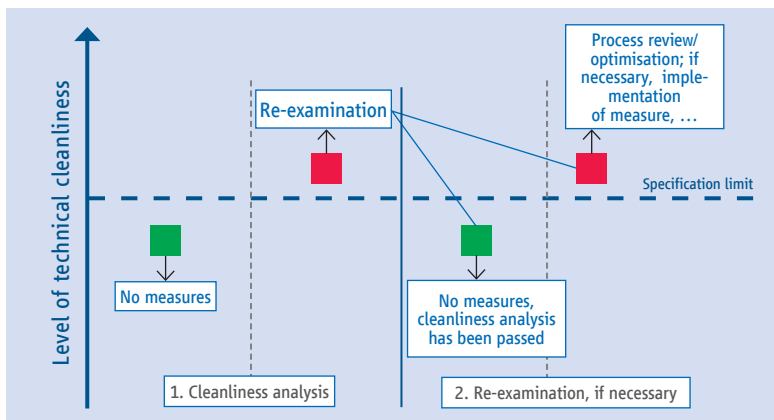 Level of technical cleanliness
Process review/
optimisation; if
necessary, imple-
mentation
of measure, ...
Re-examination
Specification limit
No measures
No measures,
cleanliness analysis
has been passed
1. Cleanliness analysis
2. Re-examination, if necessary